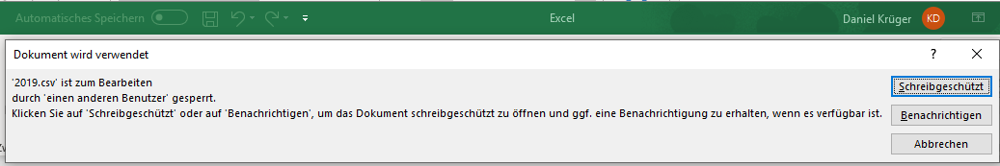 Automatisches Speichern
Excel
Daniel Krüger
KD
Dokument wird verwendet
?
'2019.csv' ist zum Bearbeiten
durch 'einen anderen Benutzer' gesperrt.
Klicken Sie auf 'Schreibgeschützt' oder auf 'Benachrichtigen', um das Dokument schreibgeschützt zu öffnen und ggf. eine Benachrichtigung zu erhalten, wenn es verfügbar ist.
Schreibgeschützt
Benachrichtigen
Abbrechen